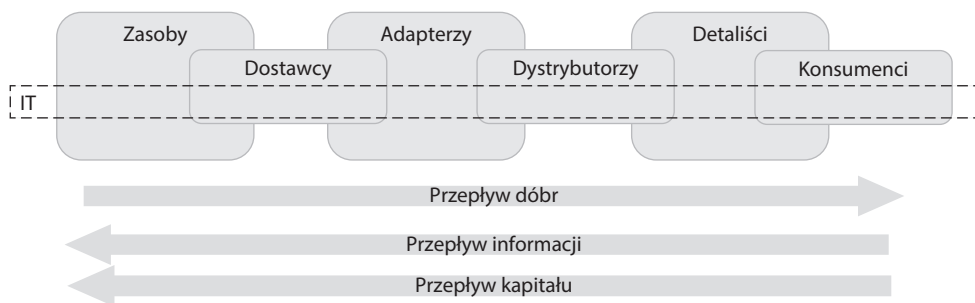 Zasoby
Adapterzy
Detaliści
Dostawcy
Dystrybutorzy
Konsumenci
IT
Przepływ dóbr
Przepływ informacji
Przepływ kapitału